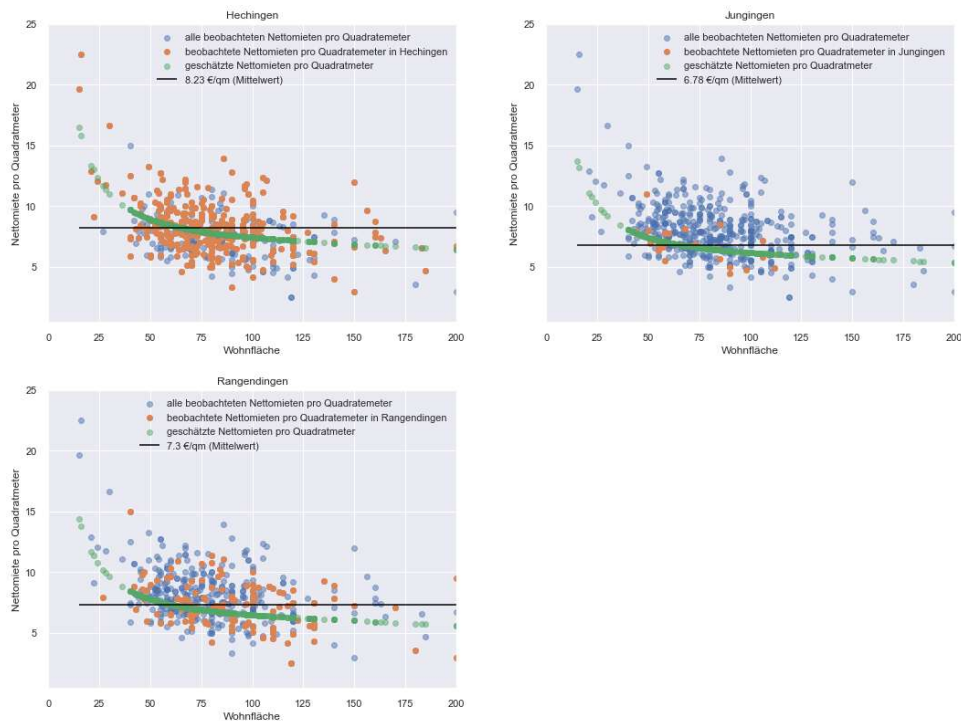 Hechingen
25
20
15
10
5
Nettomiete pro Quadratmeter
alle beobachteten Nettomieten pro Quadratemeter
beobachtete Nettomieten pro Quadratemeter in Hechingen
geschätzte Nettomieten pro Quadratmeter
8.23 €/qm (Mittelwert)
0 25 50 75 100 125 150 175 200
Wohnfläche
Jungingen
25
20
15
10
5
Nettomiete pro Quadratmeter
alle beobachteten Nettomieten pro Quadratemeter
beobachtete Nettomieten pro Quadratemeter in Jungingen
geschätzte Nettomieten pro Quadratmeter
6.78 €/qm (Mittelwert)
0 25 50 75 100 125 150 175 200
Wohnfläche
Rangendingen
25
20
15
10
5
Nettomiete pro Quadratmeter
alle beobachteten Nettomieten pro Quadratemeter
beobachtete Nettomieten pro Quadratemeter in Rangendingen
geschätzte Nettomieten pro Quadratmeter
7.3 €/qm (Mittelwert)
0 25 50 75 100 125 150 175 200
Wohnfläche